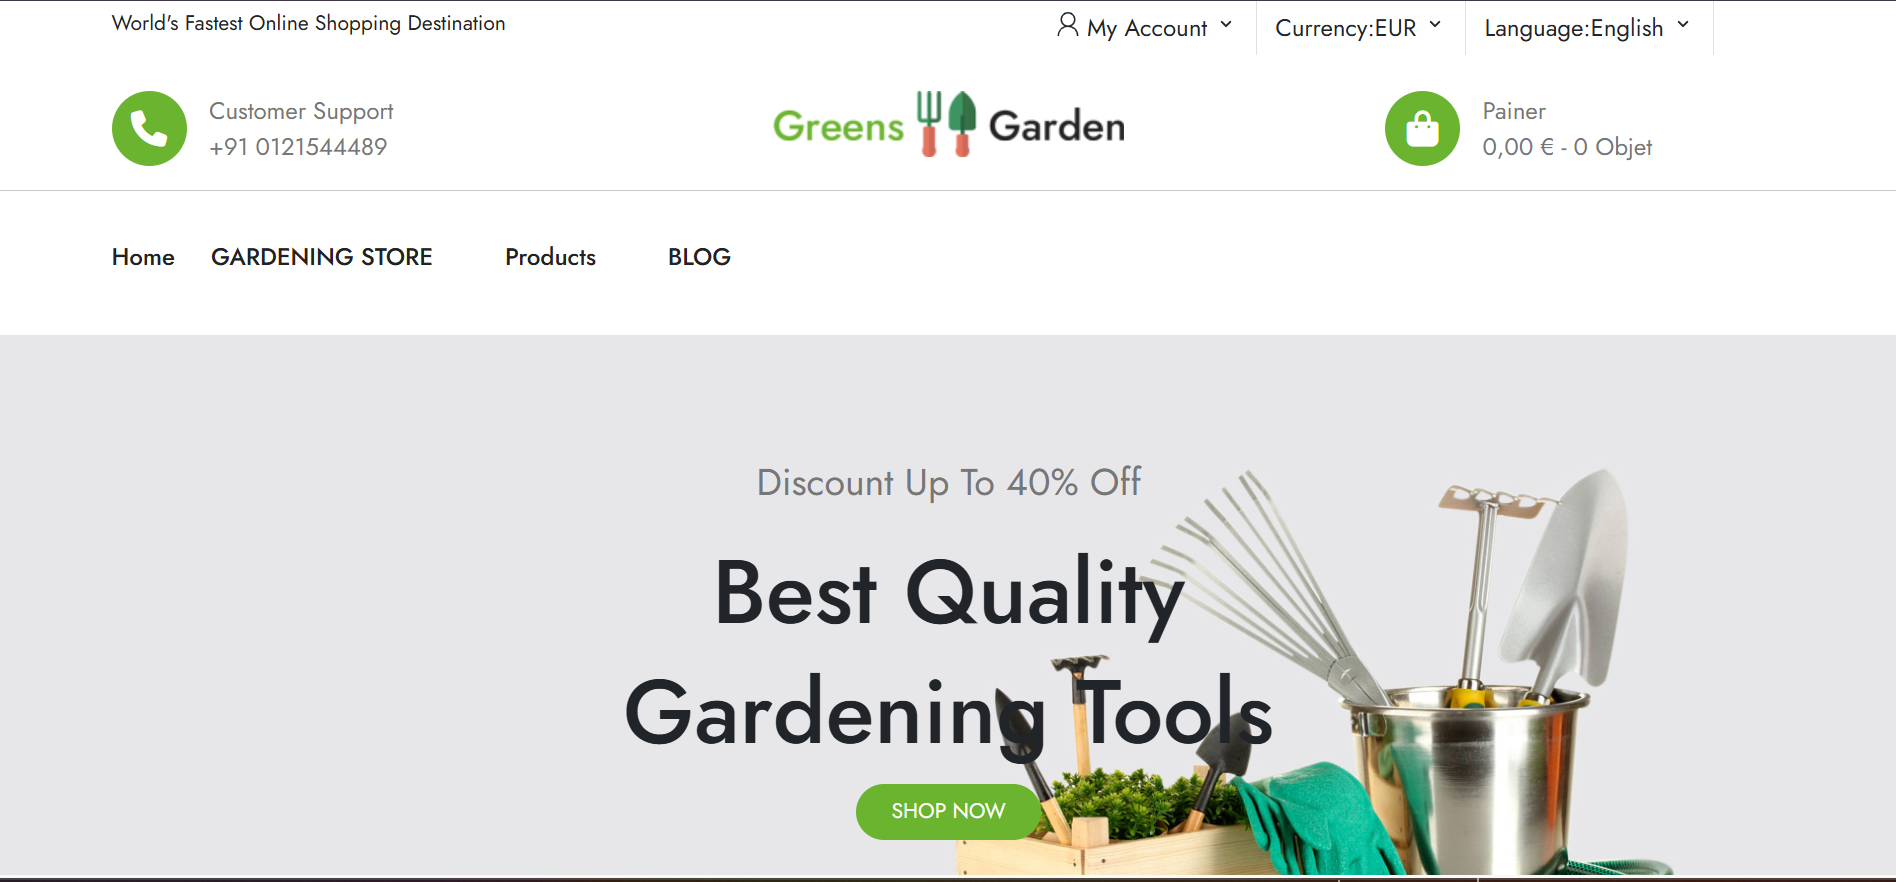 World's Fastest Online Shopping Destination
My Account
Currency:EUR
Language:English
Customer Support
+91 0121544489
Greens Garden
Painer
0,00 € - 0 Objet
Home
GARDENING STORE
Products
BLOG
Discount Up To 40% Off
Best Quality
Gardening Tools
SHOP NOW